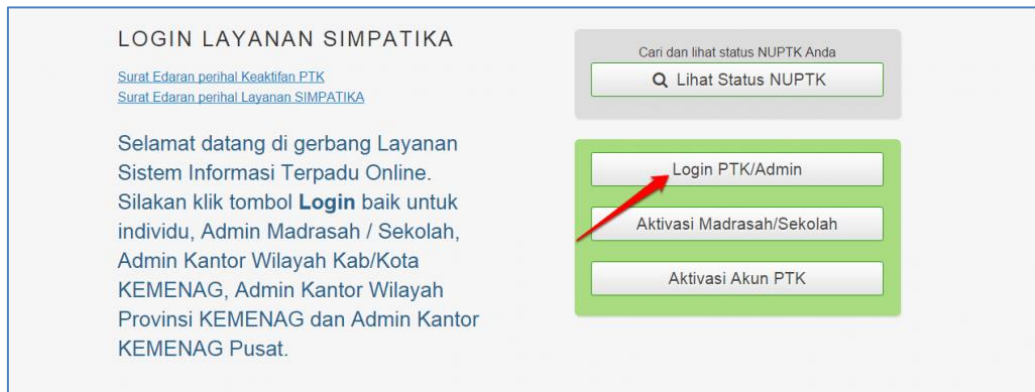 LOGIN LAYANAN SIMPATIKA
Surat Edaran perihal Keaktifan PTK
Surat Edaran perihal Layanan SIMPATIKA
Selamat datang di gerbang Layanan
Sistem Informasi Terpadu Online.
Silakan klik tombol Login baik untuk
individu, Admin Madrasah / Sekolah,
Admin Kantor Wilayah Kab/Kota
KEMENAG, Admin Kantor Wilayah
Provinsi KEMENAG dan Admin Kantor
KEMENAG Pusat.
Cari dan lihat status NUPTK Anda
Lihat Status NUPTK
Login PTK/Admin
Aktivasi Madrasah/Sekolah
Aktivasi Akun PTK